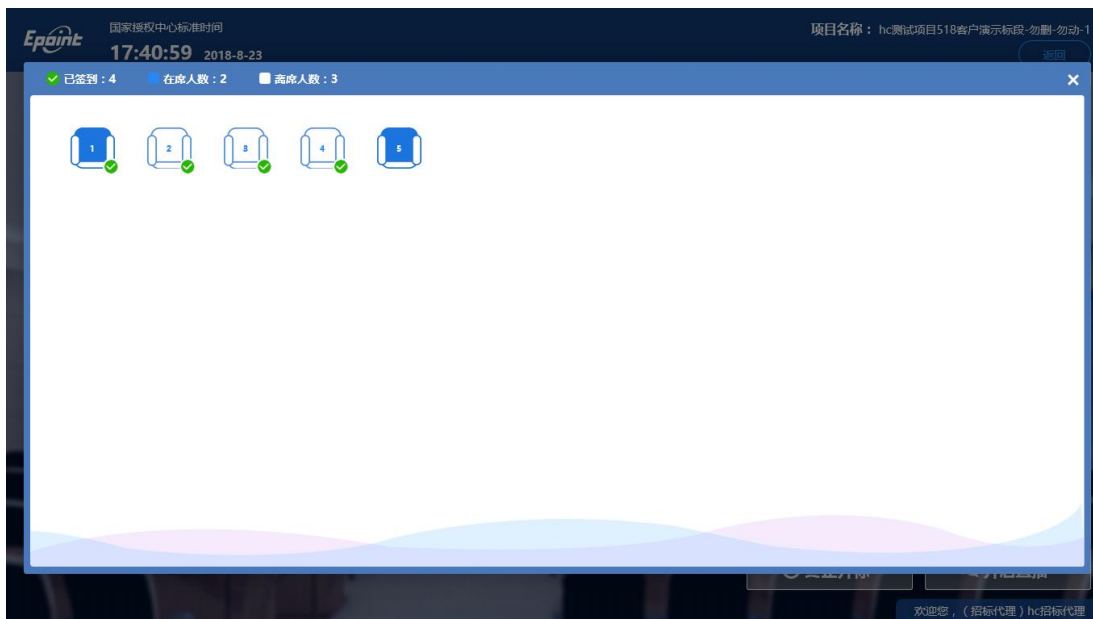 Epoint
国家授权中心标准时间
17:40:59 2018-8-23
项目名称：hc测试项目518客户演示标段-勿删-勿动-1
返回
已签到：4 在席人数：2 离席人数：3
1 2 3 4 5
欢迎您，（招标代理）hc招标代理